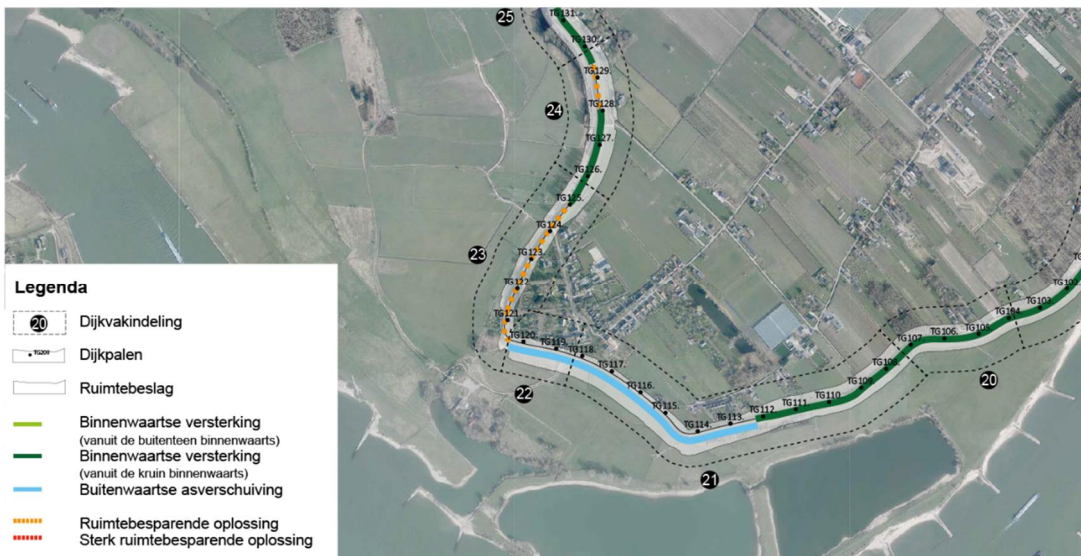 25
TG131.
TG130.
TG129.
TG128.
24
TG127.
TG126.
TG125.
TG124.
23
TG123.
TG122.
TG121.
TG120.
TG119.
TG118.
TG117.
22
TG116.
TG115.
TG114.
TG113.
TG112.
TG111.
TG110.
TG109.
TG108.
TG107.
TG106.
TG105.
TG104.
TG103.
TG102.
20
21
Legenda
20 Dijkvakindeling
TG201 Dijkpalen
Ruimtebeslag
Binnenwaartse versterking
(vanuit de buitenteen binnenwaarts)
Binnenwaartse versterking
(vanuit de kruin binnenwaarts)
Buitenwaartse asverschuiving
Ruimtebesparende oplossing
Sterk ruimtebesparende oplossing